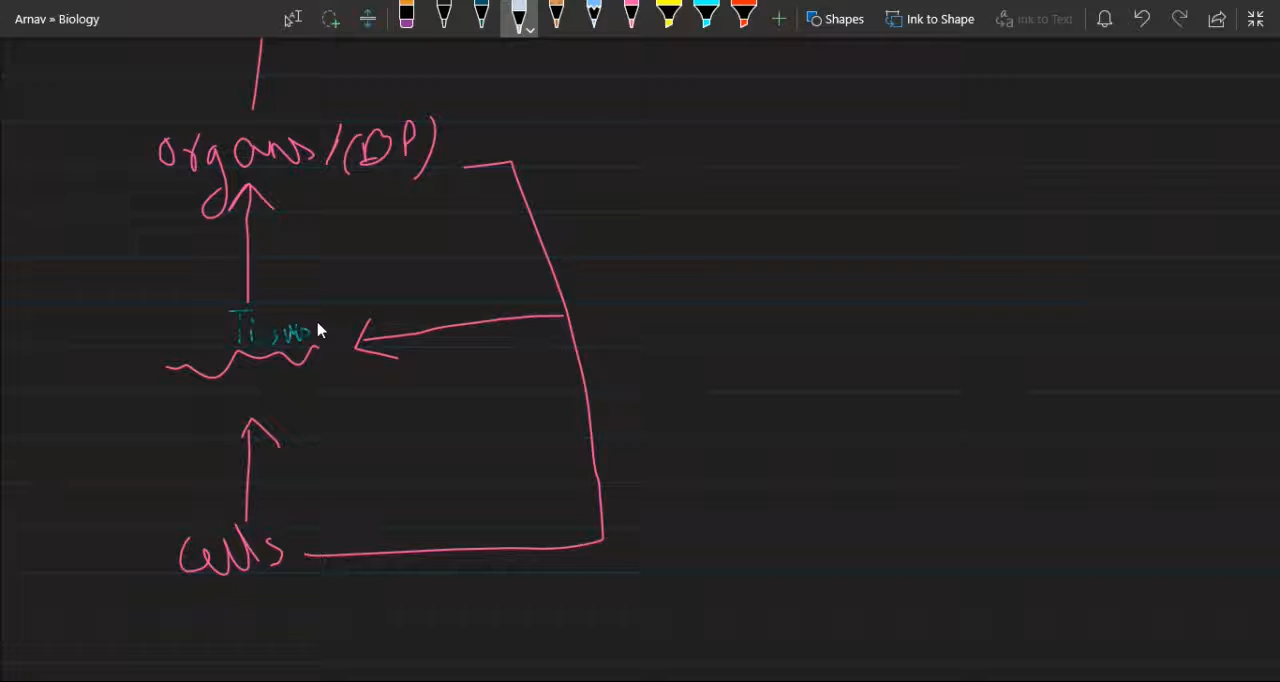 Arnav » Biology
Shapes
Ink to Shape
Ink to Text
organs/(BP)
Tissue
cells